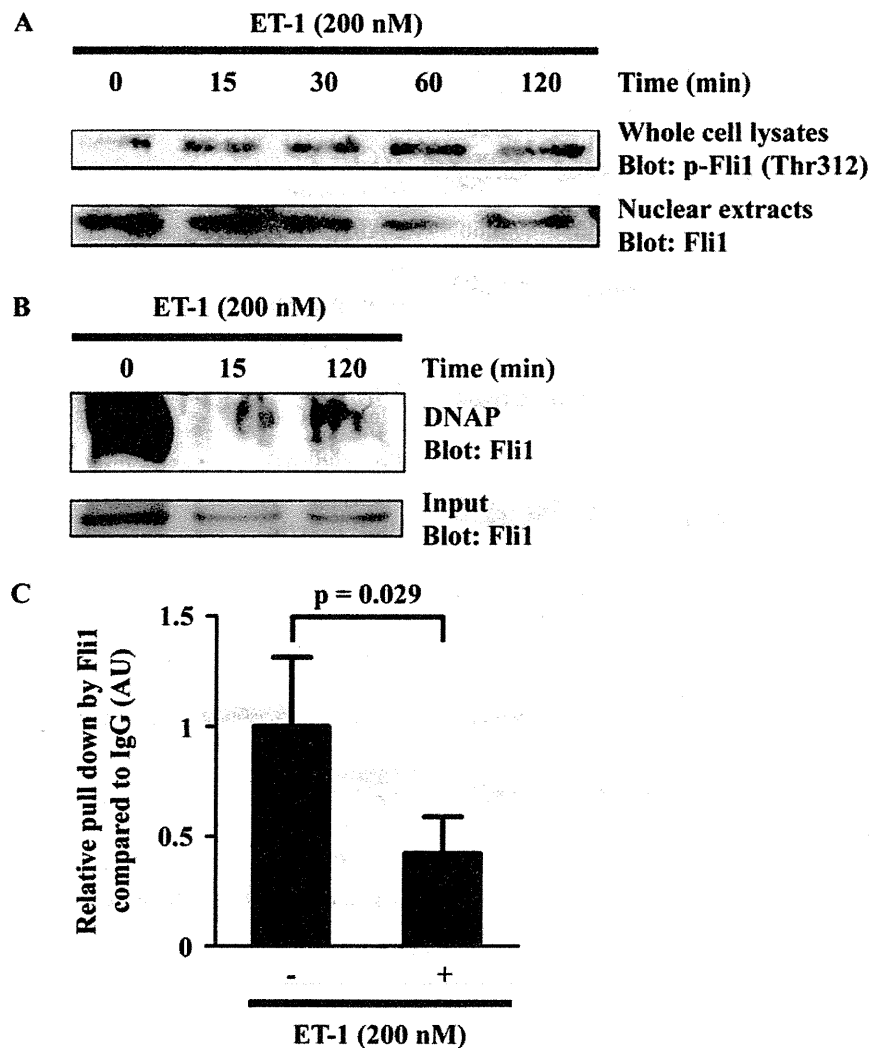 A
ET-1 (200 nM)
0 15 30 60 120 Time (min)
Whole cell lysates
Blot: p-Fli1 (Thr312)
Nuclear extracts
Blot: Fli1
B
ET-1 (200 nM)
0 15 120 Time (min)
DNAP
Blot: Fli1
Input
Blot: Fli1
C
p = 0.029
Relative pull down by Fli1
compared to IgG (AU)
1.5
1
0.5
0
- +
ET-1 (200 nM)